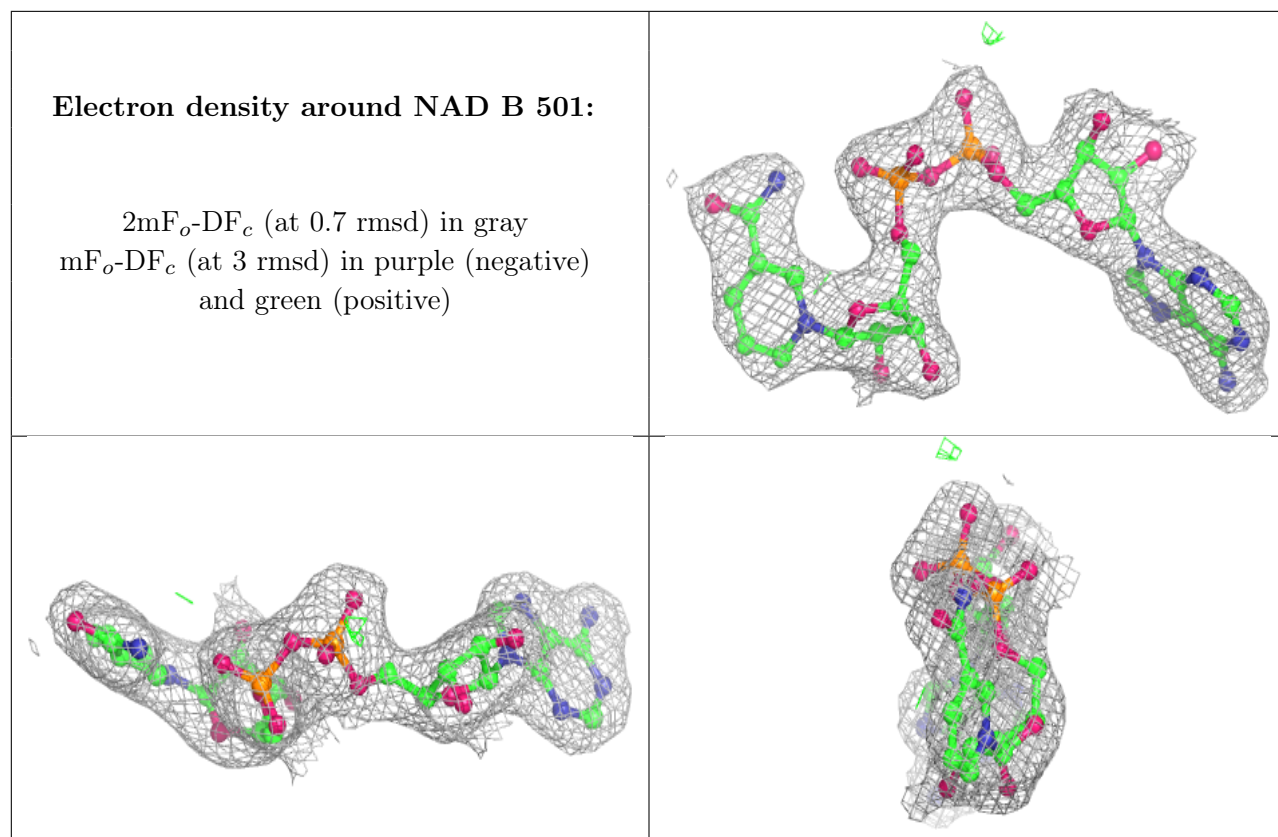 Electron density around NAD B 501:
2mFo-DFc (at 0.7 rmsd) in gray
mFo-DFc (at 3 rmsd) in purple (negative)
and green (positive)